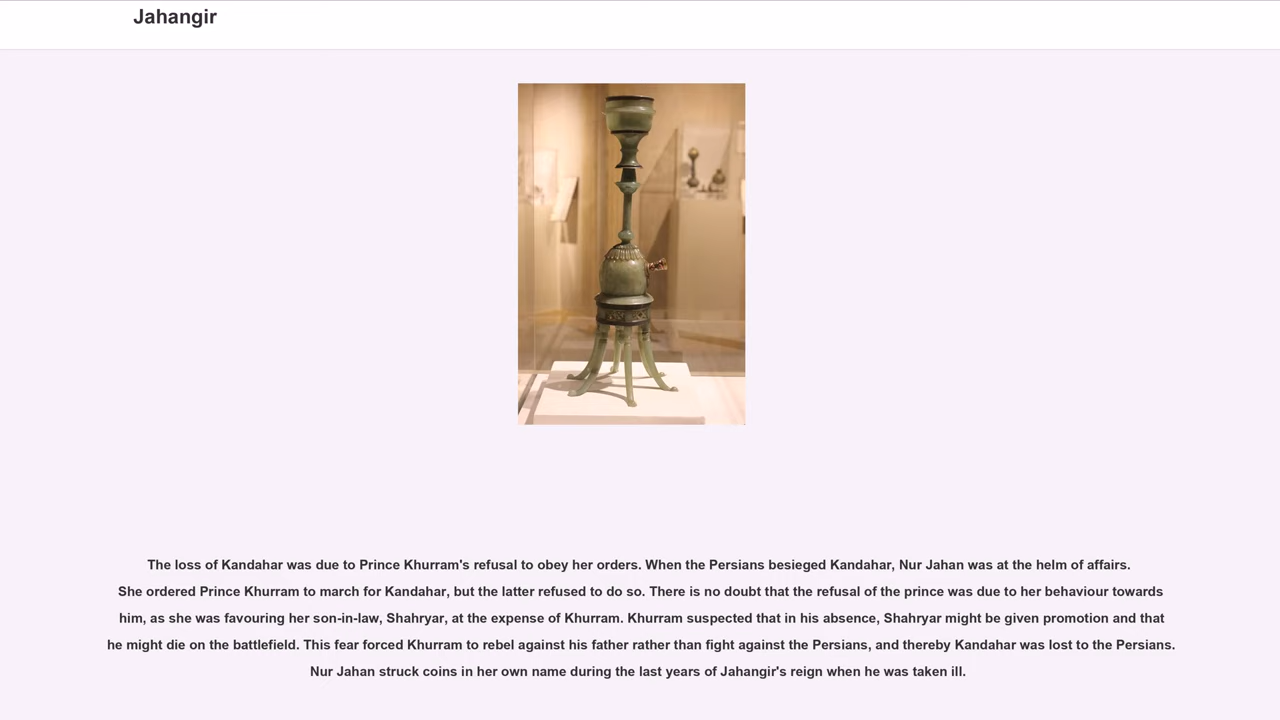 Jahangir
The loss of Kandahar was due to Prince Khurram's refusal to obey her orders. When the Persians besieged Kandahar, Nur Jahan was at the helm of affairs.
She ordered Prince Khurram to march for Kandahar, but the latter refused to do so. There is no doubt that the refusal of the prince was due to her behaviour towards
him, as she was favouring her son-in-law, Shahryar, at the expense of Khurram. Khurram suspected that in his absence, Shahryar might be given promotion and that
he might die on the battlefield. This fear forced Khurram to rebel against his father rather than fight against the Persians, and thereby Kandahar was lost to the Persians.
Nur Jahan struck coins in her own name during the last years of Jahangir's reign when he was taken ill.